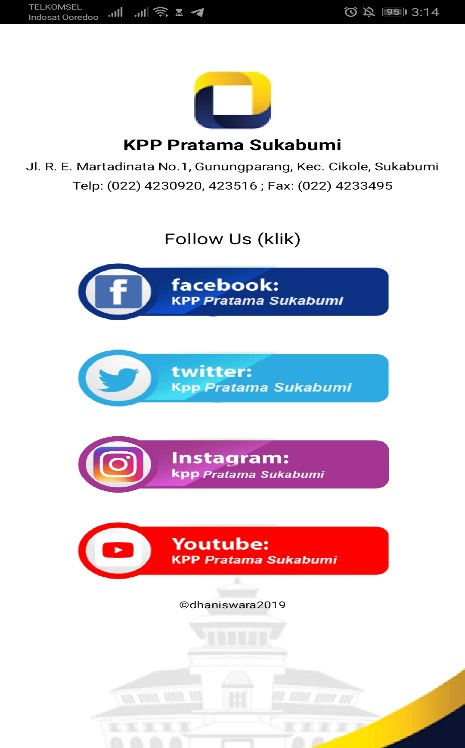 TELKOMSEL
Indosat Ooredoo
95 3:14
KPP Pratama Sukabumi
Jl. R. E. Martadinata No.1, Gunungparang, Kec. Cikole, Sukabumi
Telp: (022) 4230920, 423516 ; Fax: (022) 4233495
Follow Us (klik)
facebook:
KPP Pratama Sukabumi
twitter:
Kpp Pratama Sukabumi
Instagram:
kpp Pratama Sukabumi
Youtube:
KPP Pratama Sukabumi
©dhaniswara2019